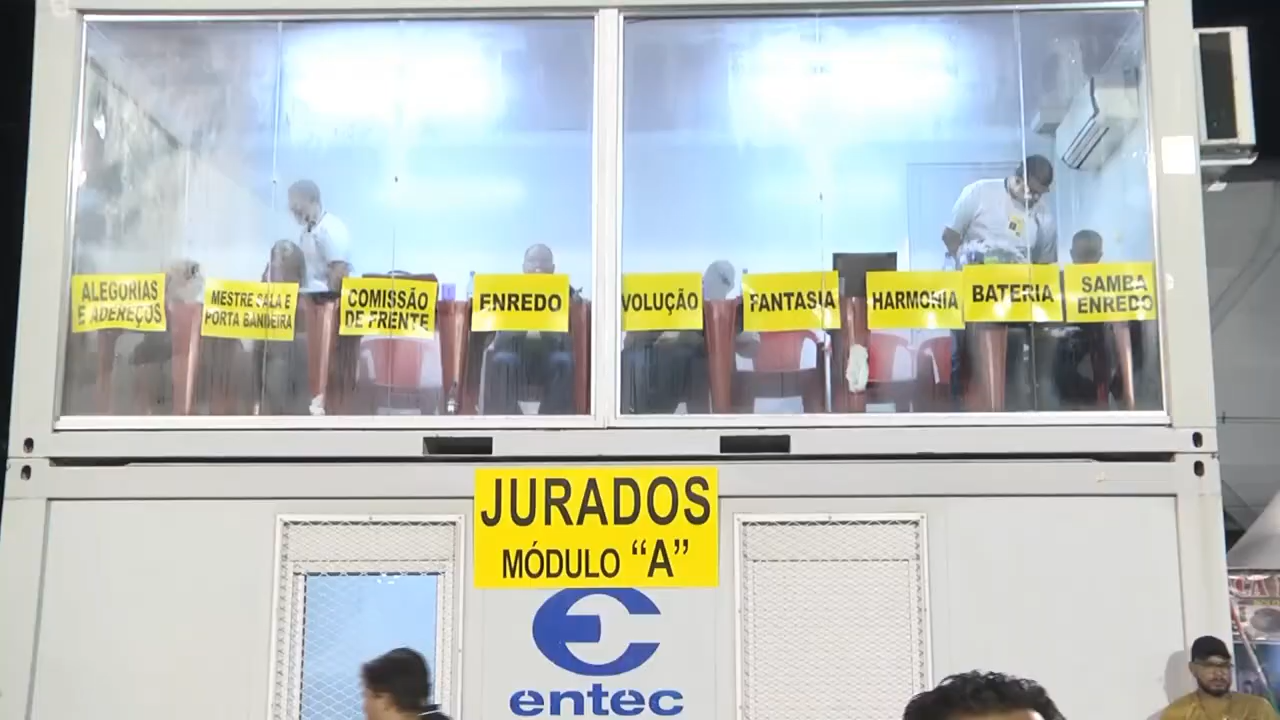 ALEGORIAS
E ADEREÇOS
MESTRE SALA E
PORTA BANDEIRA
COMISSÃO
DE FRENTE
ENREDO
VOLUÇÃO
FANTASIA
HARMONIA
BATERIA
SAMBA
ENREDO
JURADOS
MÓDULO “A”
entec